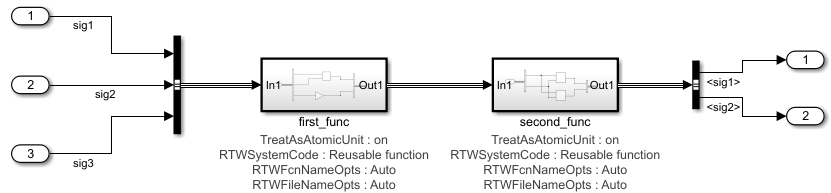 1
sig1
2
sig2
3
sig3
In1
Out1
first_func
TreatAsAtomicUnit : on
RTWSystemCode : Reusable function
RTWFcnNameOpts : Auto
RTWFileNameOpts : Auto
In1
Out1
second_func
TreatAsAtomicUnit : on
RTWSystemCode : Reusable function
RTWFcnNameOpts : Auto
RTWFileNameOpts : Auto
<sig1>
1
<sig2>
2